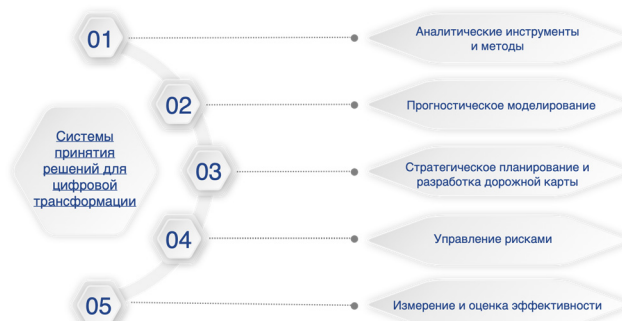 01
Аналитические инструменты
и методы
02
Прогностическое моделирование
Системы
принятия
решений для
цифровой
трансформации
03
Стратегическое планирование и
разработка дорожной карты
04
Управление рисками
05
Измерение и оценка эффективности